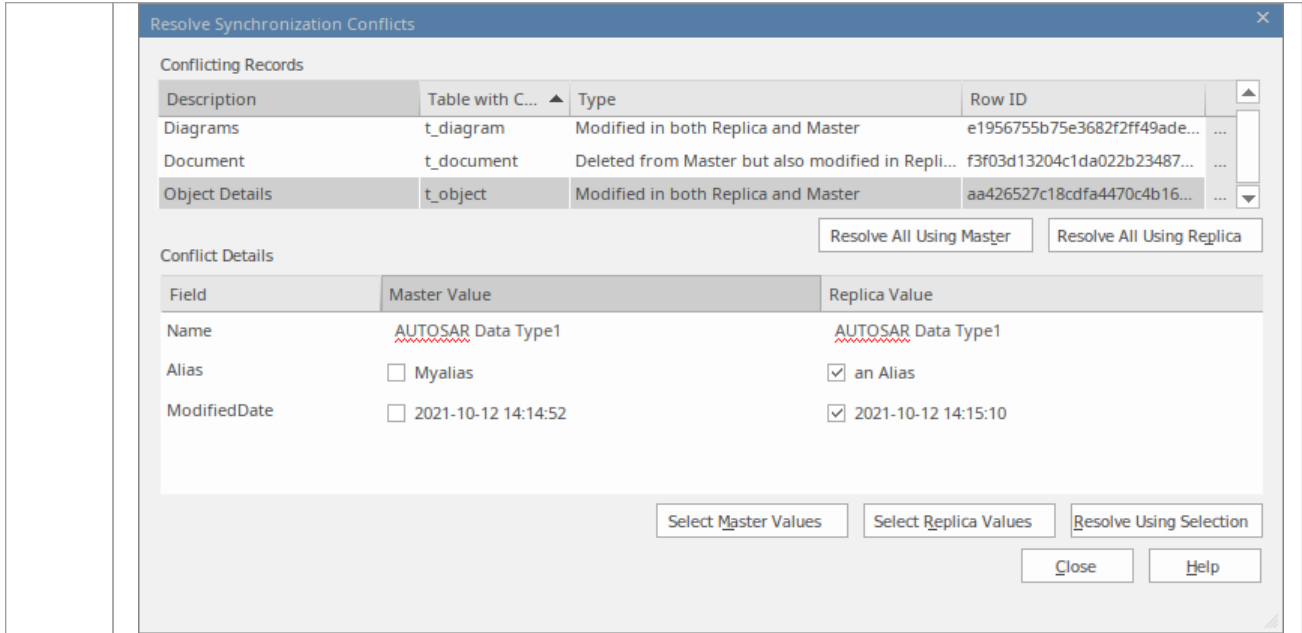 Resolve Synchronization Conflicts
Conflicting Records
Description Table with C... Type Row ID
Diagrams t_diagram Modified in both Replica and Master e1956755b75e3682f2ff49ade... ...
Document t_document Deleted from Master but also modified in Repli... f3f03d13204c1da022b23487... ...
Object Details t_object Modified in both Replica and Master aa426527c18cdfa4470c4b16... ...
Resolve All Using Master Resolve All Using Replica
Conflict Details
Field Master Value Replica Value
Name AUTOSAR Data Type1 AUTOSAR Data Type1
Alias Myalias an Alias
ModifiedDate 2021-10-12 14:14:52 2021-10-12 14:15:10
Select Master Values Select Replica Values Resolve Using Selection
Close Help